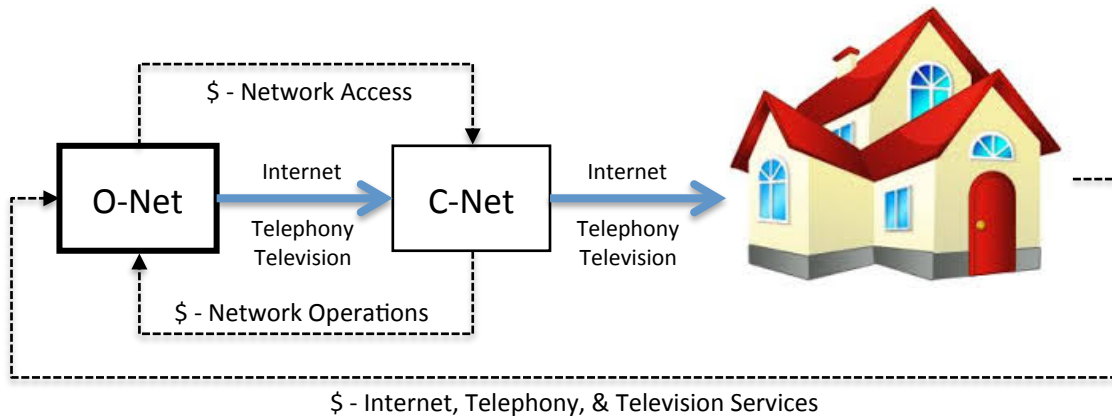 $ - Network Access
O-Net
Internet
Telephony
Television
C-Net
Internet
Telephony
Television
$ - Network Operations
$ - Internet, Telephony, & Television Services